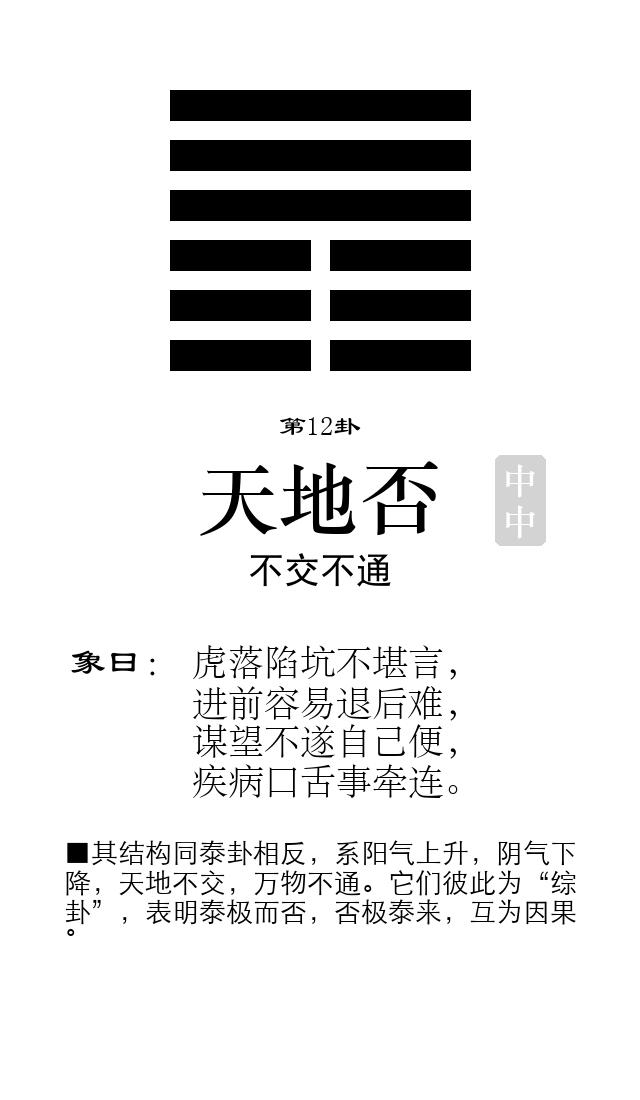 第12卦
天地否
中
中
不交不通
象曰： 虎落陷坑不堪言，
进前容易退后难，
谋望不遂自己便，
疾病口舌事牵连。
■其结构同泰卦相反，系阳气上升，阴气下
降，天地不交，万物不通。它们彼此为“综
卦”，表明泰极而否，否极泰来，互为因果
。